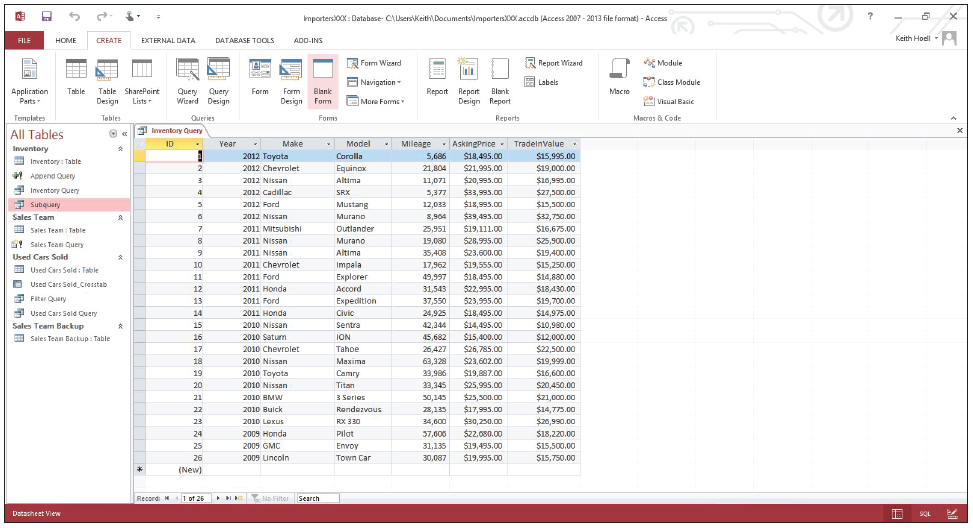 ImportersXXX : Database- C:\Users\Keith\Documents\ImportersXXX.accdb (Access 2007 - 2013 file format) - Access
FILE HOME CREATE EXTERNAL DATA DATABASE TOOLS ADD-INS Keith Hoell
Application Parts Table Table Design SharePoint Lists Query Wizard Query Design Form Form Design Blank Form Form Wizard Navigation More Forms Report Report Design Blank Report Report Wizard Labels Macro Module Class Module Visual Basic
Templates Tables Queries Forms Reports Macros & Code
All Tables
Inventory
Inventory : Table
Append Query
Inventory Query
Subquery
Sales Team
Sales Team : Table
Sales Team Query
Used Cars Sold
Used Cars Sold : Table
Used Cars Sold_Crosstab
Filter Query
Used Cars Sold Query
Sales Team Backup
Sales Team Backup : Table
Inventory Query
ID Year Make Model Mileage AskingPrice TradeInValue
1 2012 Toyota Corolla 5,686 $18,495.00 $15,995.00
2 2012 Chevrolet Equinox 21,804 $21,995.00 $19,000.00
3 2012 Nissan Altima 11,071 $20,995.00 $16,995.00
4 2012 Cadillac SRX 5,377 $33,995.00 $27,500.00
5 2012 Ford Mustang 12,033 $18,995.00 $15,500.00
6 2012 Nissan Murano 8,964 $39,495.00 $32,750.00
7 2011 Mitsubishi Outlander 25,951 $19,111.00 $16,675.00
8 2011 Nissan Murano 19,080 $28,995.00 $25,900.00
9 2011 Nissan Altima 35,408 $23,600.00 $19,400.00
10 2011 Chevrolet Impala 17,962 $19,555.00 $15,250.00
11 2011 Ford Explorer 49,997 $18,495.00 $14,880.00
12 2011 Honda Accord 31,543 $22,995.00 $18,430.00
13 2011 Ford Expedition 37,550 $23,995.00 $19,700.00
14 2011 Honda Civic 24,925 $18,495.00 $14,975.00
15 2010 Nissan Sentra 42,344 $14,495.00 $10,980.00
16 2010 Saturn ION 45,682 $15,400.00 $12,000.00
17 2010 Chevrolet Tahoe 26,427 $26,785.00 $22,500.00
18 2010 Nissan Maxima 63,328 $23,602.00 $19,999.00
19 2010 Toyota Camry 33,986 $19,887.00 $16,600.00
20 2010 Nissan Titan 33,345 $25,995.00 $20,450.00
21 2010 BMW 3 Series 50,145 $25,500.00 $21,000.00
22 2010 Buick Rendezvous 28,135 $17,995.00 $14,775.00
23 2010 Lexus RX 330 34,600 $30,250.00 $26,990.00
24 2009 Honda Pilot 57,606 $22,680.00 $18,220.00
25 2009 GMC Envoy 31,135 $19,495.00 $15,500.00
26 2009 Lincoln Town Car 30,087 $19,995.00 $15,750.00
(New)
Record: 1 of 26 No Filter Search
Datasheet View SQL